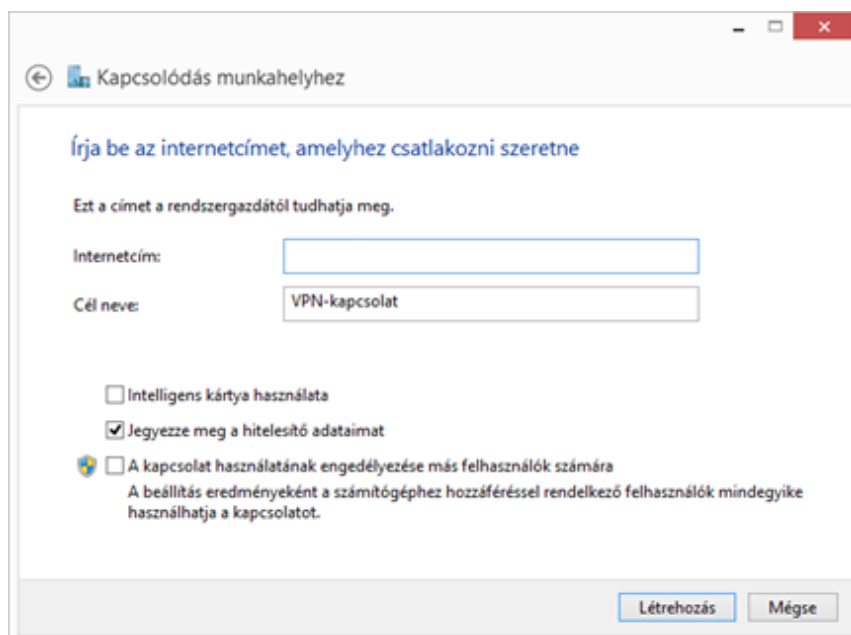 Kapcsolódás munkahelyhez
Írja be az internetcímet, amelyhez csatlakozni szeretne
Ezt a címet a rendszergazdától tudhatja meg.
Internetcím:
Cél neve: VPN-kapcsolat
Intelligens kártya használata
Jegyezze meg a hitelesítő adataimat
A kapcsolat használatának engedélyezése más felhasználók számára
A beállítás eredményeként a számítógéphez hozzáféréssel rendelkező felhasználók mindegyike
használhatja a kapcsolatot.
Létrehozás Mégse